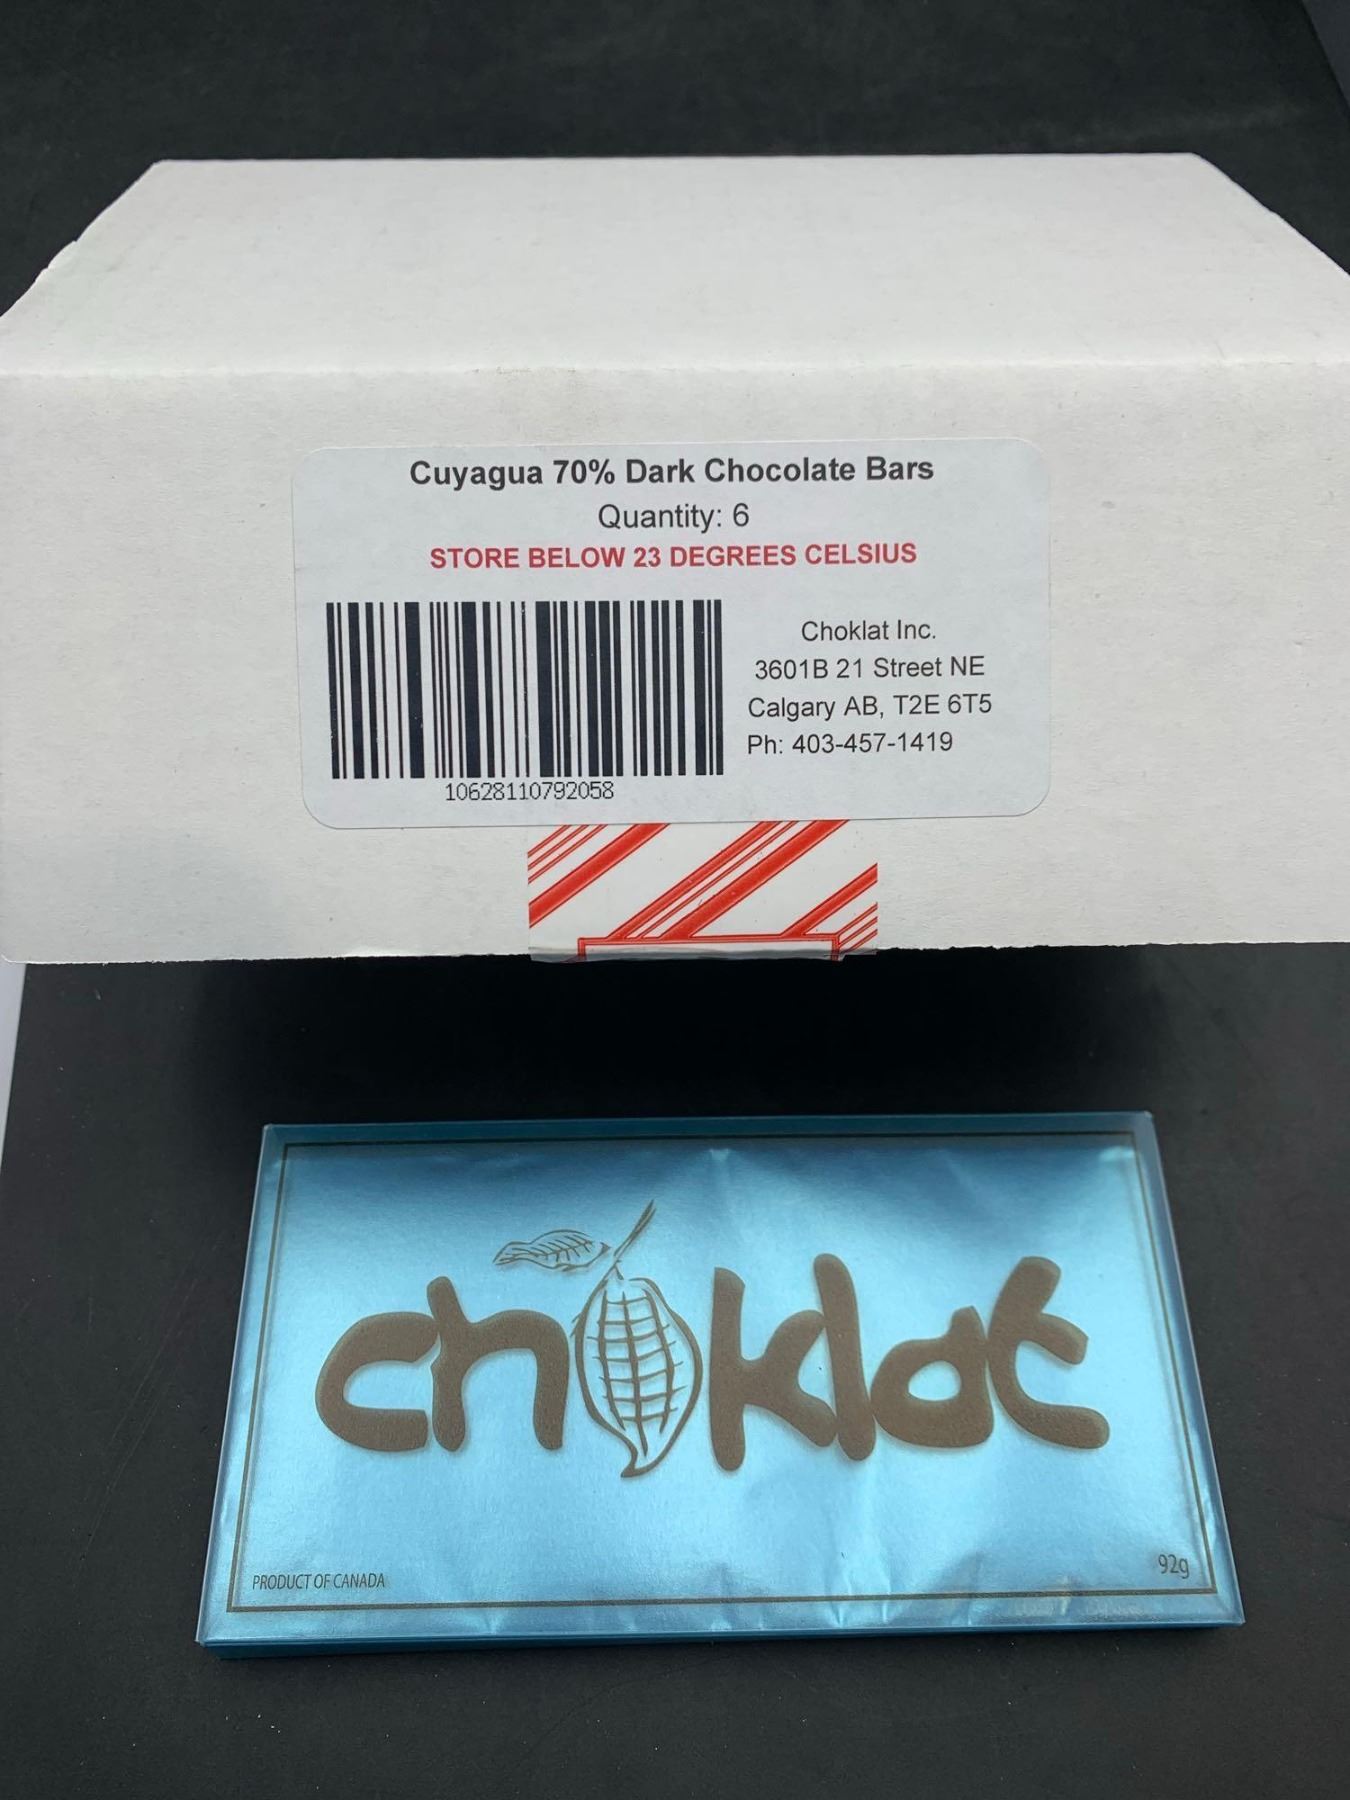 Cuyagua 70% Dark Chocolate Bars
Quantity: 6
STORE BELOW 23 DEGREES CELSIUS
Choklat Inc.
3601B 21 Street NE
Calgary AB, T2E 6T5
Ph: 403-457-1419
10628110792058
choklat
PRODUCT OF CANADA
92g